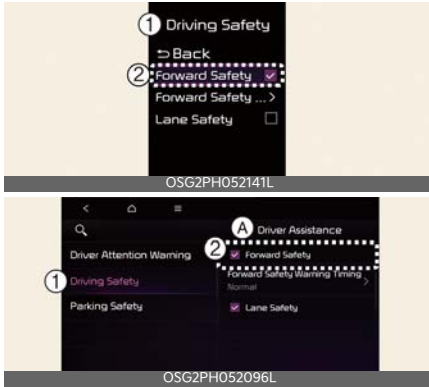 1 Driving Safety
Back
2 Forward Safety
Forward Safety ... >
Lane Safety
OSG2PH052141L
A Driver Assistance
Driver Attention Warning
2 Forward Safety
1 Driving Safety
Forward Safety Warning Timing >
Normal
Parking Safety
Lane Safety
OSG2PH052096L